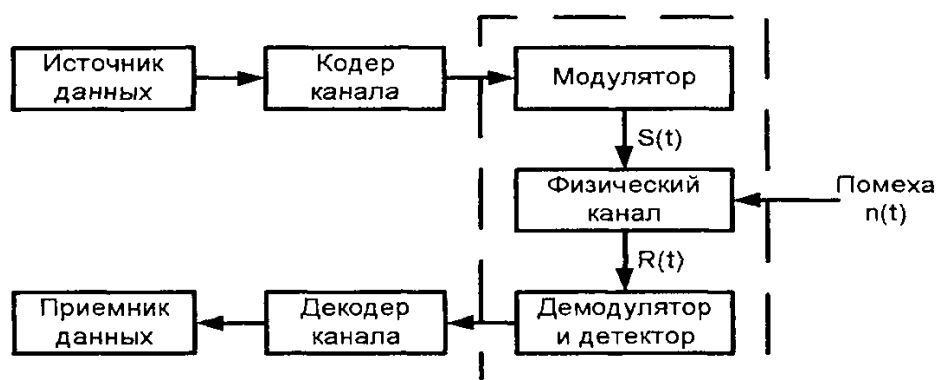 Источник
данных
Кодер
канала
Модулятор
S(t)
Физический
канал
Помеха
n(t)
R(t)
Приемник
данных
Декодер
канала
Демодулятор
и детектор